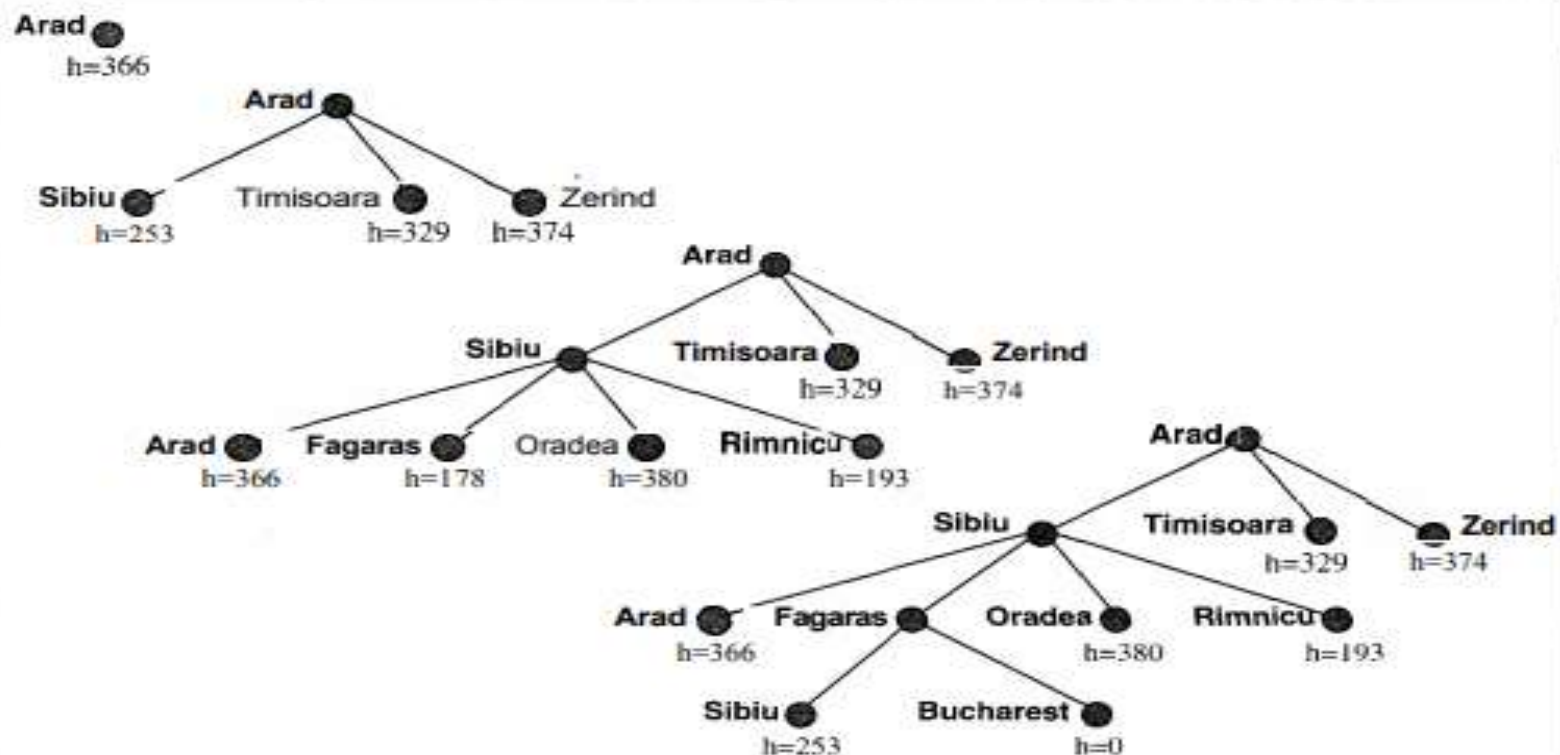 Arad
h=366
Arad
Sibiu Timisoara Zerind
h=253 h=329 h=374
Arad
Sibiu Timisoara Zerind
h=329 h=374
Arad Fagaras Oradea Rimnicu
h=366 h=178 h=380 h=193
Arad
Sibiu Timisoara Zerind
h=329 h=374
Arad Fagaras Oradea Rimnicu
h=366 h=380 h=193
Sibiu Bucharest
h=253 h=0